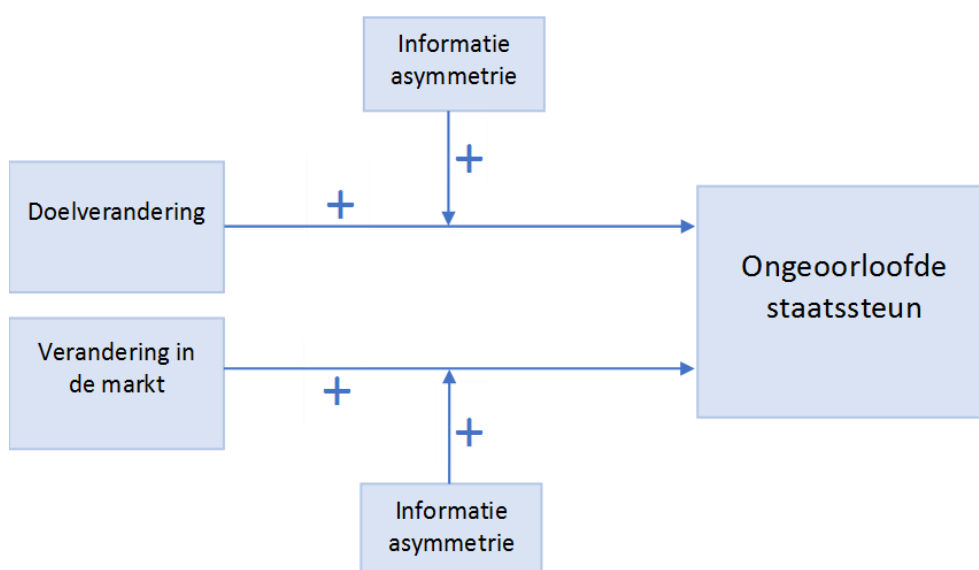 Informatie
asymmetrie
+
+
Doelverandering
Ongeoorloofde
staatssteun
Verandering in
de markt
+
+
Informatie
asymmetrie